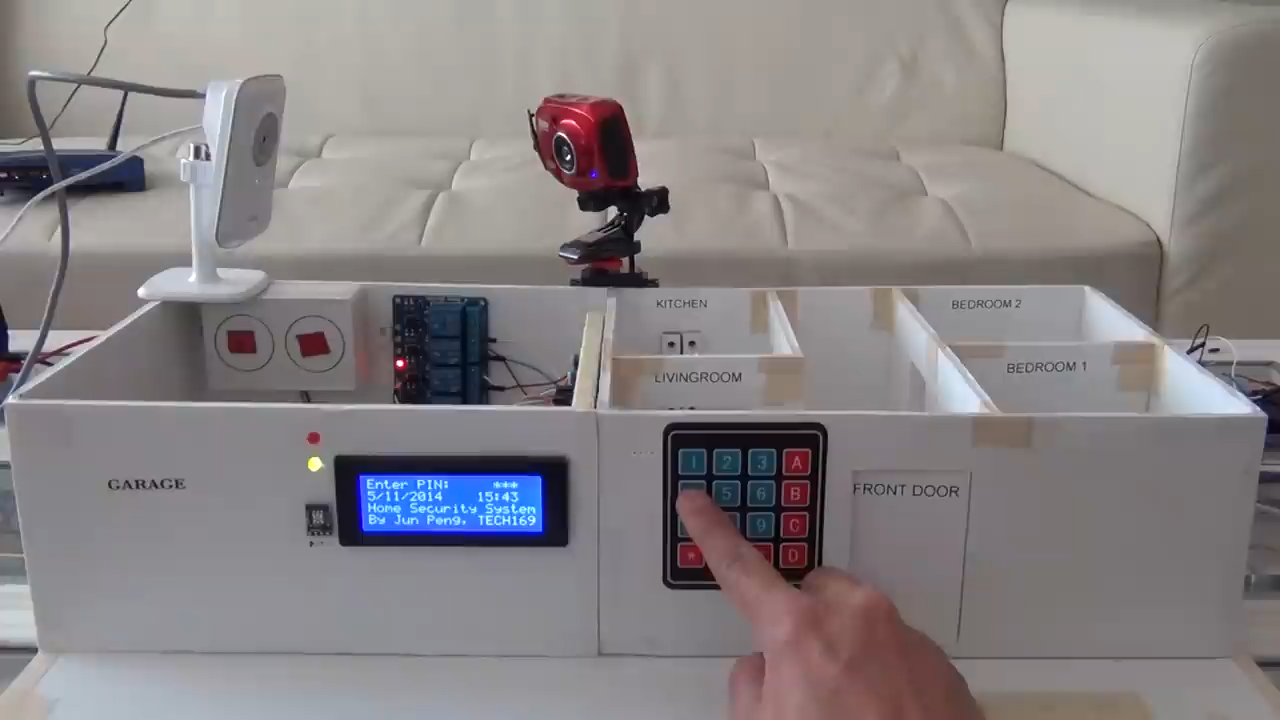 KITCHEN
BEDROOM 2
LIVINGROOM
BEDROOM 1
GARAGE
Enter PIN: ***
5/11/2014 15:43
Home Security System
By Jun Peng, TECH169
1 2 3 A
5 6 B
9 C
* D
FRONT DOOR